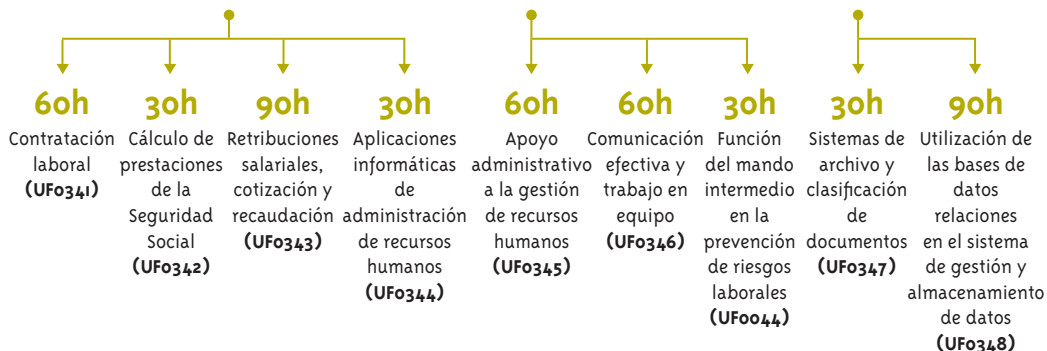 60h
Contratación
laboral
(UF0341)
30h
Cálculo de
prestaciones
de la
Seguridad
Social
(UF0342)
90h
Retribuciones
salariales,
cotización y
recaudación
(UF0343)
30h
Aplicaciones
informáticas
de
administración
de recursos
humanos
(UF0344)
60h
Apoyo
administrativo
a la gestión
de recursos
humanos
(UF0345)
60h
Comunicación
efectiva y
trabajo en
equipo
(UF0346)
30h
Función
del mando
intermedio
en la
prevención
de riesgos
laborales
(UF0044)
30h
Sistemas de
archivo y
clasificación
de
documentos
(UF0347)
90h
Utilización de
las bases de
datos
relaciones
en el sistema
de gestión y
almacenamiento
de datos
(UF0348)